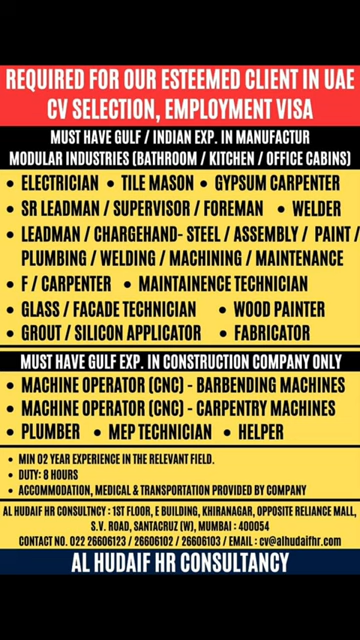 REQUIRED FOR OUR ESTEEMED CLIENT IN UAE
CV SELECTION, EMPLOYMENT VISA
MUST HAVE GULF / INDIAN EXP. IN MANUFACTUR
MODULAR INDUSTRIES (BATHROOM / KITCHEN / OFFICE CABINS)
• ELECTRICIAN • TILE MASON • GYPSUM CARPENTER
• SR LEADMAN / SUPERVISOR / FOREMAN • WELDER
• LEADMAN / CHARGEHAND- STEEL / ASSEMBLY / PAINT /
PLUMBING / WELDING / MACHINING / MAINTENANCE
• F / CARPENTER • MAINTAINENCE TECHNICIAN
• GLASS / FACADE TECHNICIAN • WOOD PAINTER
• GROUT / SILICON APPLICATOR • FABRICATOR
MUST HAVE GULF EXP. IN CONSTRUCTION COMPANY ONLY
• MACHINE OPERATOR (CNC) - BARBENDING MACHINES
• MACHINE OPERATOR (CNC) - CARPENTRY MACHINES
• PLUMBER • MEP TECHNICIAN • HELPER
• MIN 02 YEAR EXPERIENCE IN THE RELEVANT FIELD.
• DUTY: 8 HOURS
• ACCOMMODATION, MEDICAL & TRANSPORTATION PROVIDED BY COMPANY
AL HUDAIF HR CONSULTNCY : 1ST FLOOR, E BUILDING, KHIRANAGAR, OPPOSITE RELIANCE MALL,
S.V. ROAD, SANTACRUZ (W), MUMBAI : 400054
CONTACT NO. 022 26606123 / 26606102 / 26606103 / EMAIL : cv@alhudaifhr.com
AL HUDAIF HR CONSULTANCY